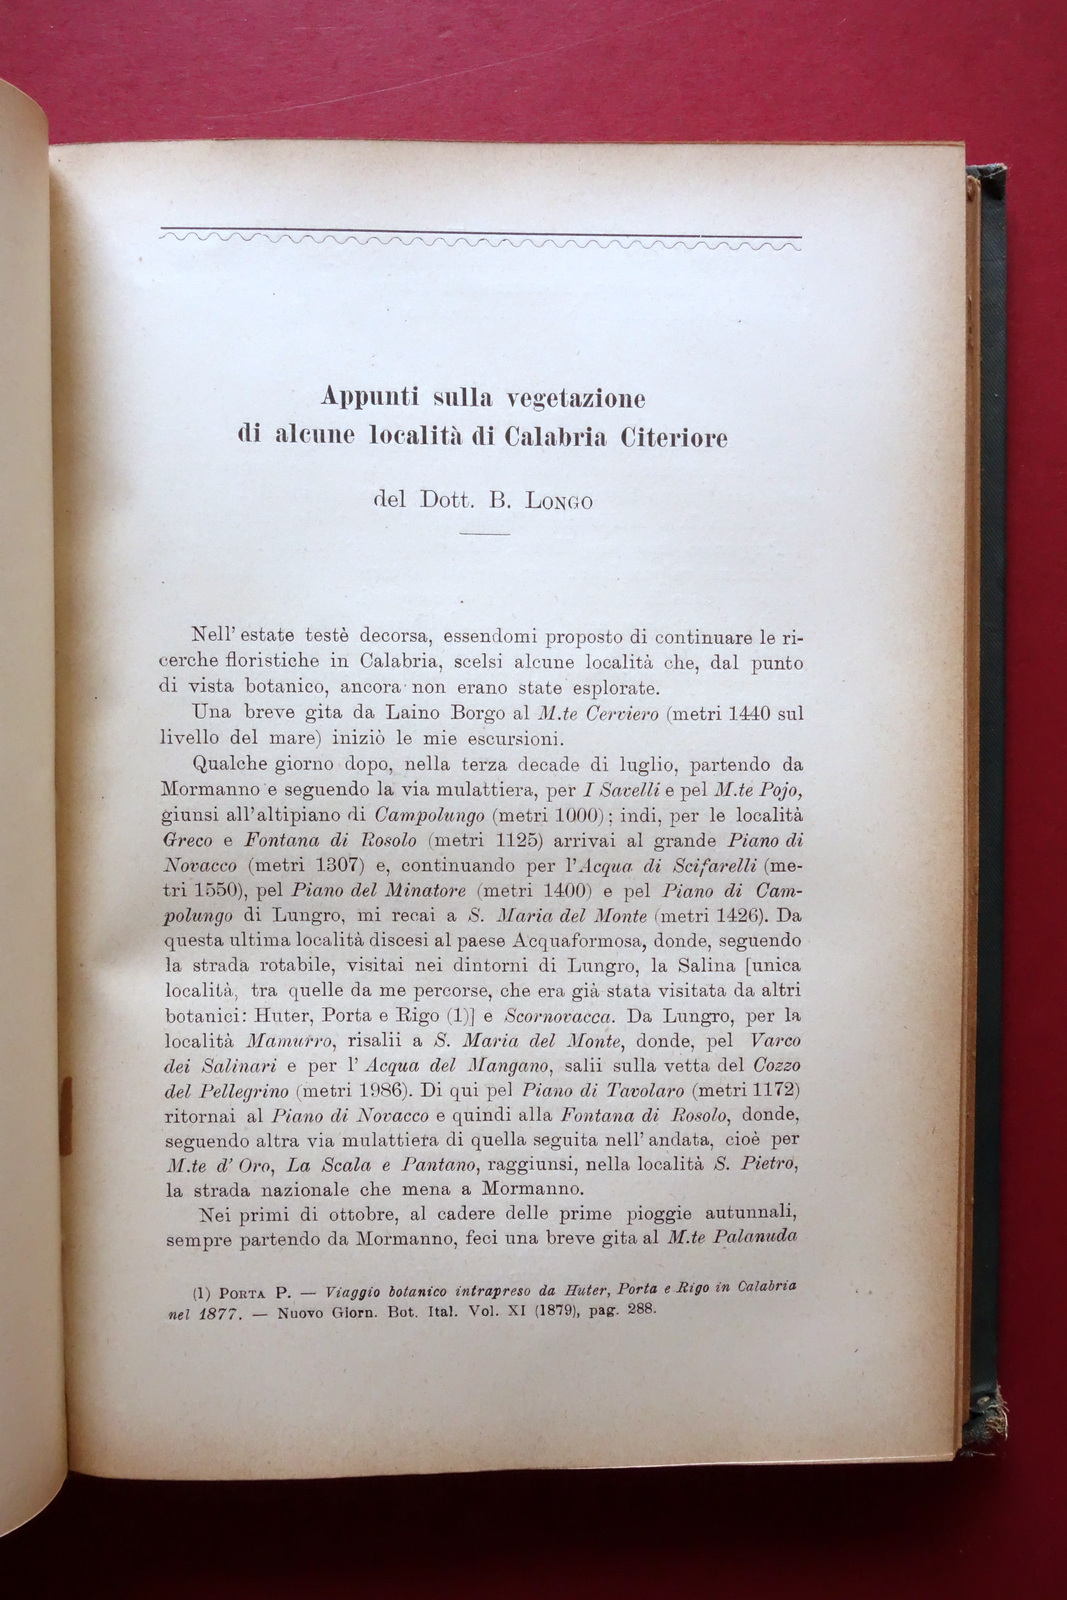 Appunti sulla vegetazione
di alcune località di Calabria Citeriore
del Dott. B. LONGO
Nell' estate testè decorsa, essendomi proposto di continuare le ri-
cerche floristiche in Calabria, scelsi alcune località che, dal punto
di vista botanico, ancora non erano state esplorate.
Una breve gita da Laino Borgo al M.te Cerviero (metri 1440 sul
livello del mare) iniziò le mie escursioni.
Qualche giorno dopo, nella terza decade di luglio, partendo da
Mormanno e seguendo la via mulattiera, per I Savelli e pel M.te Pojo,
giunsi all'altipiano di Campolungo (metri 1000); indi, per le località
Greco e Fontana di Rosolo (metri 1125) arrivai al grande Piano di
Novacco (metri 1307) e, continuando per l'Acqua di Scifarelli (me-
tri 1550), pel Piano del Minatore (metri 1400) e pel Piano di Cam-
polungo di Lungro, mi recai a S. Maria del Monte (metri 1426). Da
questa ultima località discesi al paese Acquaformosa, donde, seguendo
la strada rotabile, visitai nei dintorni di Lungro, la Salina [unica
località, tra quelle da me percorse, che era già stata visitata da altri
botanici: Huter, Porta e Rigo (1)] e Scornovacca. Da Lungro, per la
località Mamurro, risalii a S. Maria del Monte, donde, pel Varco
dei Salinari e per l' Acqua del Mangano, salii sulla vetta del Cozzo
del Pellegrino (metri 1986). Di qui pel Piano di Tavolaro (metri 1172)
ritornai al Piano di Novacco e quindi alla Fontana di Rosolo, donde,
seguendo altra via mulattiera di quella seguita nell' andata, cioè per
M.te d' Oro, La Scala e Pantano, raggiunsi, nella località S. Pietro,
la strada nazionale che mena a Mormanno.
Nei primi di ottobre, al cadere delle prime pioggie autunnali,
sempre partendo da Mormanno, feci una breve gita al M.te Palanuda
(1) PORTA P. — Viaggio botanico intrapreso da Huter, Porta e Rigo in Calabria
nel 1877. — Nuovo Giorn. Bot. Ital. Vol. XI (1879), pag. 288.